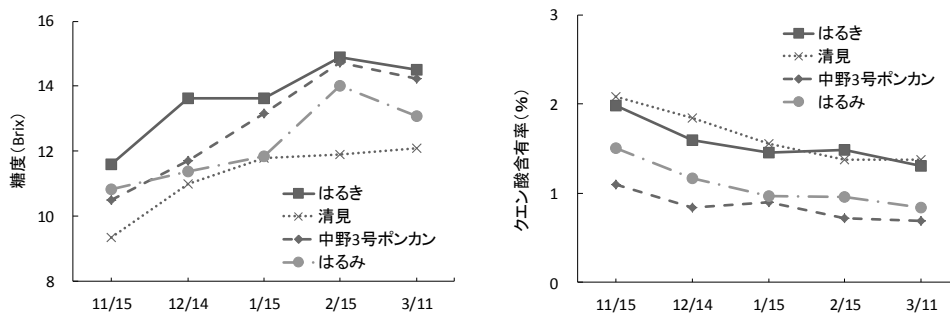 糖度（Brix）
16
14
12
10
8
はるき
清見
中野3号ポンカン
はるみ
11/15
12/14
1/15
2/15
3/11
クエン酸含有率（%）
3
2
1
0
はるき
清見
中野3号ポンカン
はるみ
11/15
12/14
1/15
2/15
3/11